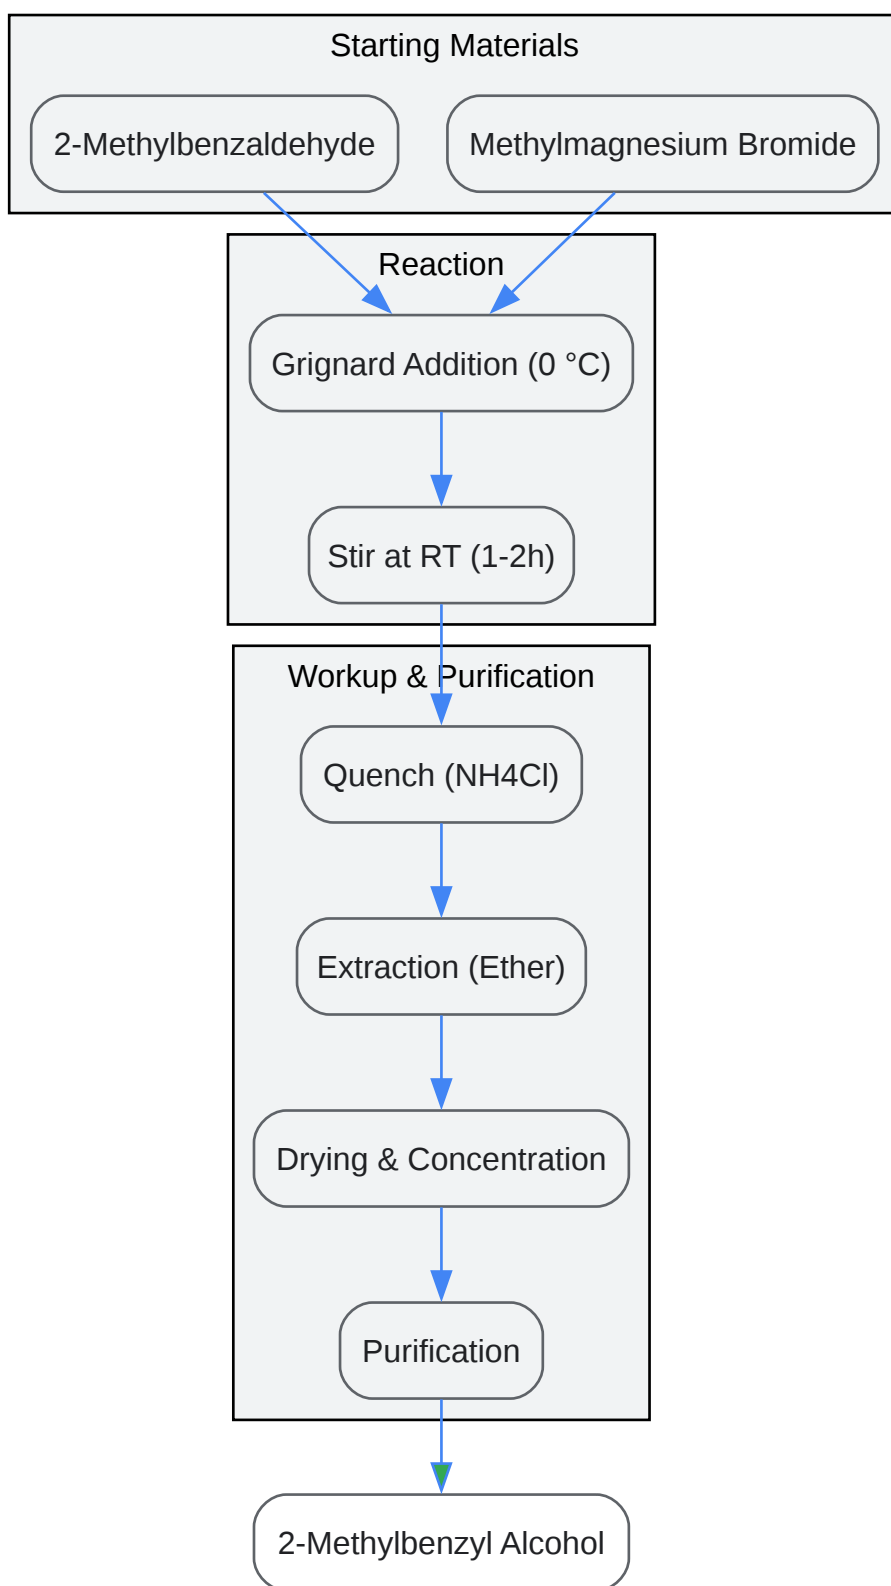 Starting Materials
2-Methylbenzaldehyde
Methylmagnesium Bromide
Reaction
Grignard Addition (0 °C)
Stir at RT (1-2h)
Workup & Purification
Quench (NH4Cl)
Extraction (Ether)
Drying & Concentration
Purification
2-Methylbenzyl Alcohol